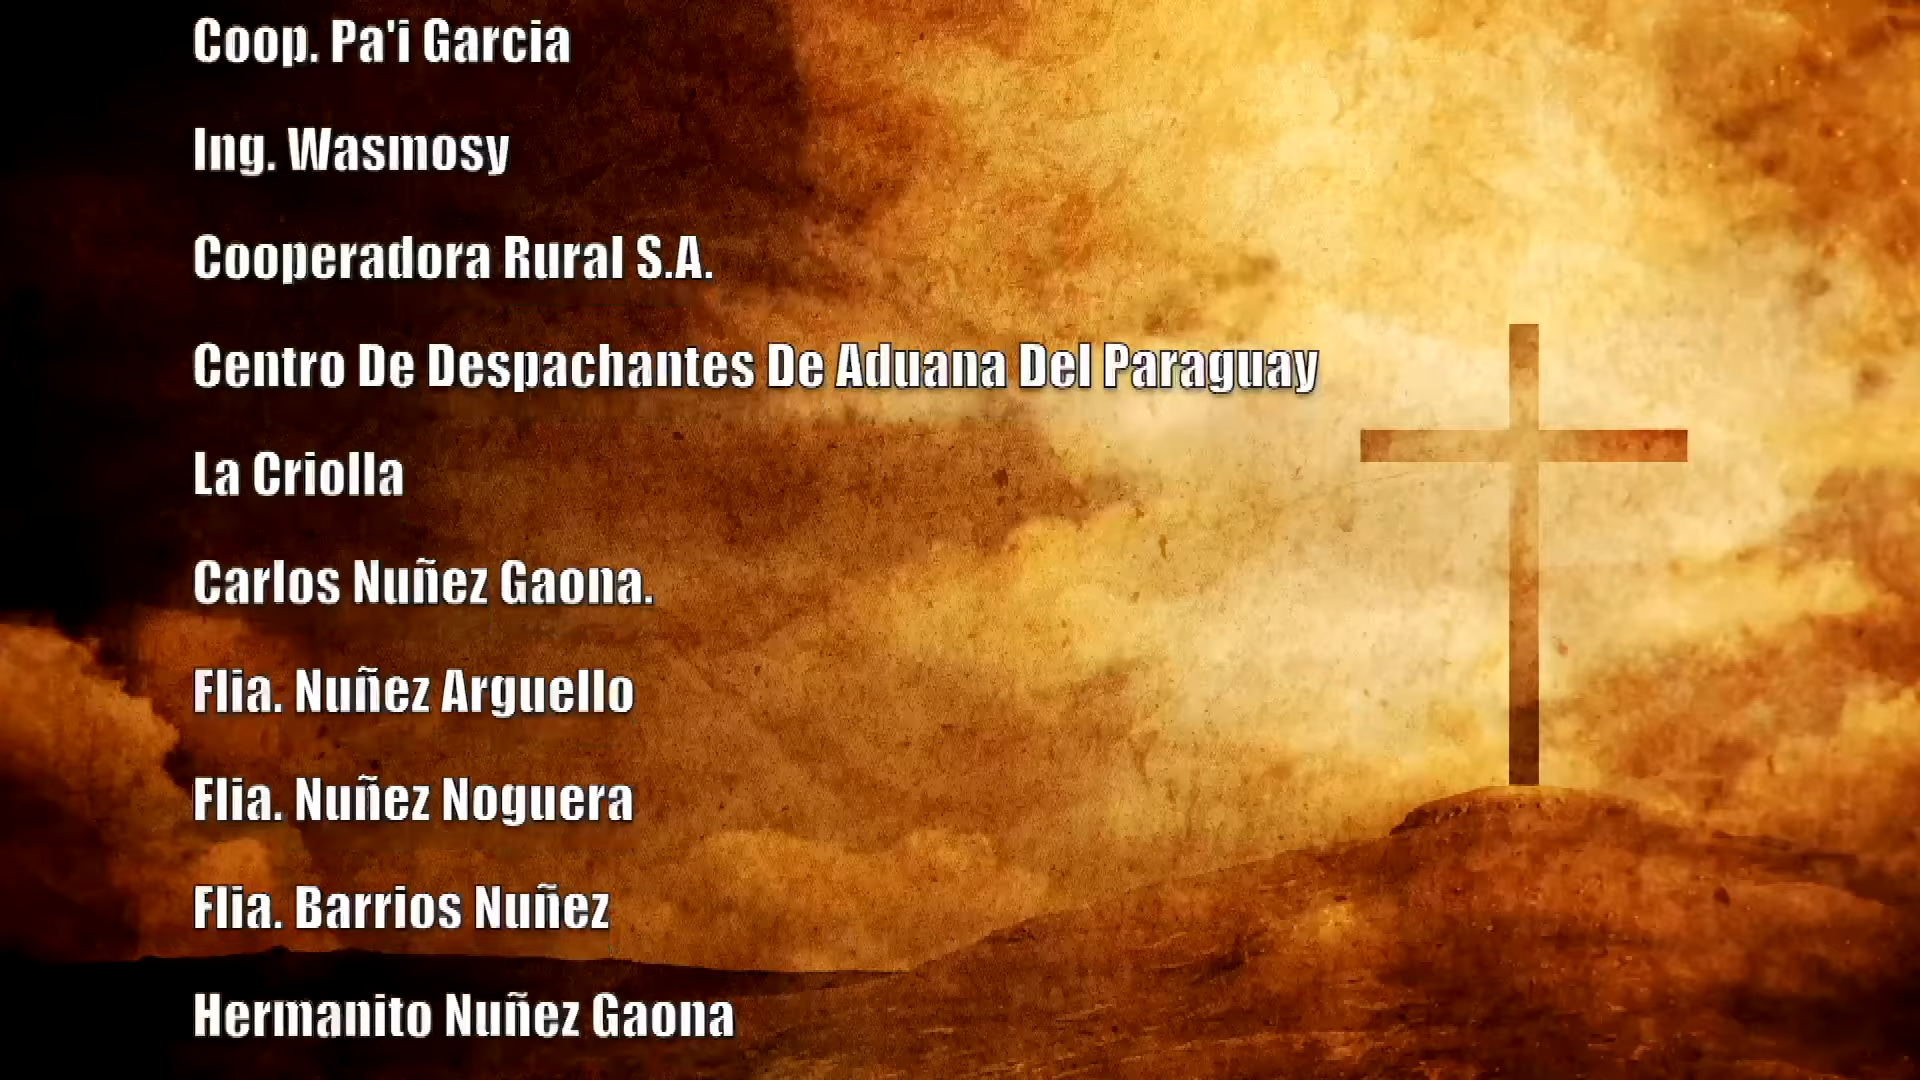 Coop. Pa'i Garcia
Ing. Wasmosy
Cooperadora Rural S.A.
Centro De Despachantes De Aduana Del Paraguay
La Criolla
Carlos Nuñez Gaona.
Flia. Nuñez Arguello
Flia. Nuñez Noguera
Flia. Barrios Nuñez
Hermanito Nuñez Gaona